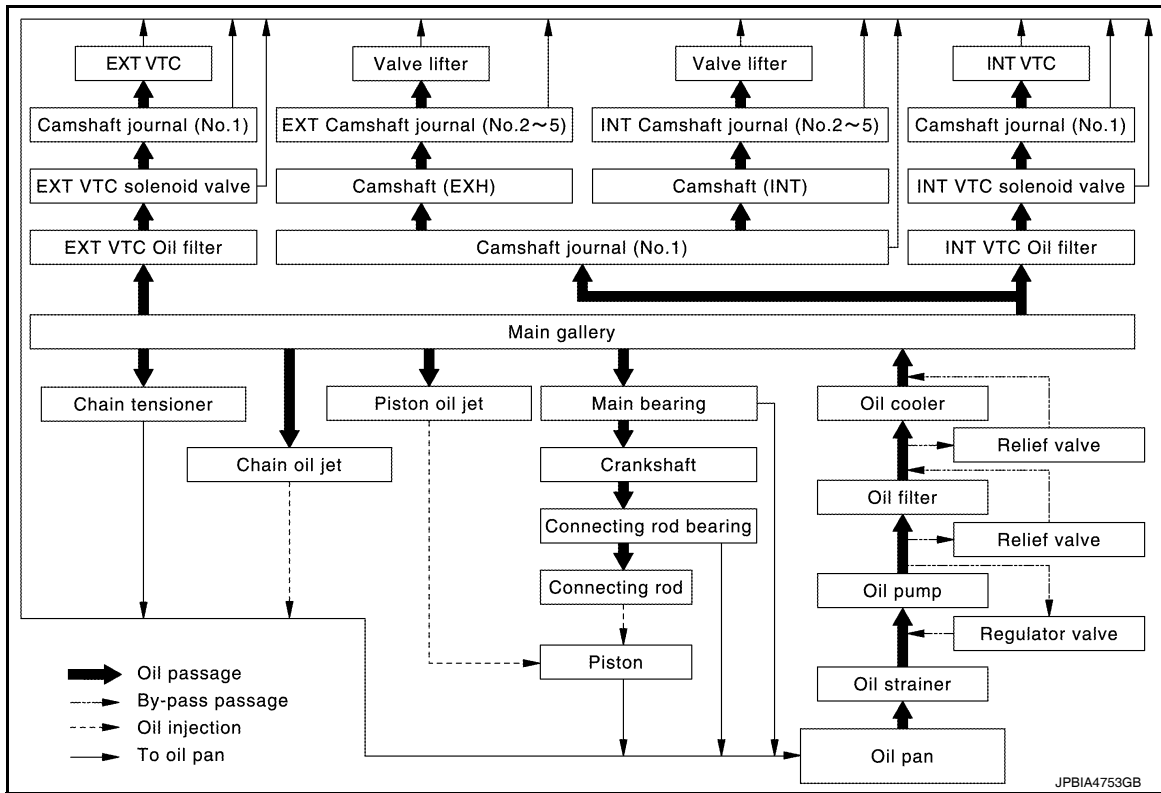 EXT VTC
Valve lifter
Valve lifter
INT VTC
Camshaft journal (No.1)
EXT Camshaft journal (No.2～5)
INT Camshaft journal (No.2～5)
Camshaft journal (No.1)
EXT VTC solenoid valve
Camshaft (EXH)
Camshaft (INT)
INT VTC solenoid valve
EXT VTC Oil filter
Camshaft journal (No.1)
INT VTC Oil filter
Main gallery
Chain tensioner
Piston oil jet
Main bearing
Oil cooler
Relief valve
Chain oil jet
Crankshaft
Oil filter
Connecting rod bearing
Relief valve
Connecting rod
Oil pump
Regulator valve
Piston
Oil strainer
Oil pan
Oil passage
By-pass passage
Oil injection
To oil pan
JPBIA4753GB